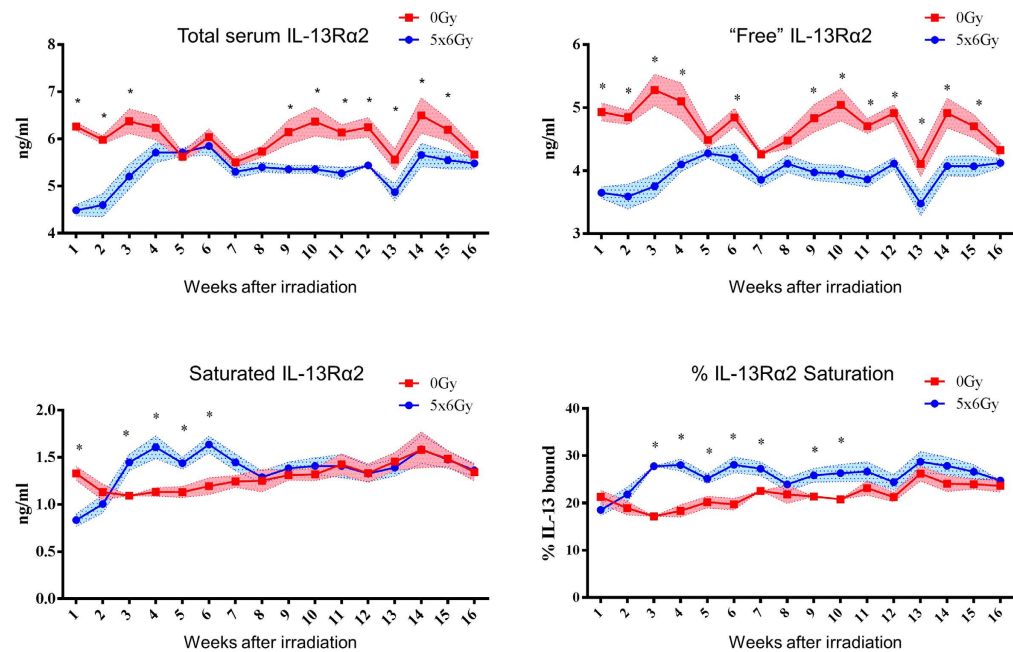 Total serum IL-13Rα2
0Gy
5x6Gy
8
7
6
5
4
ng/ml
* * * * * * * * * *
1 2 3 4 5 6 7 8 9 10 11 12 13 14 15 16
Weeks after irradiation
“Free” IL-13Rα2
0Gy
5x6Gy
6
5
4
3
ng/ml
* * * * * * * * * * * *
1 2 3 4 5 6 7 8 9 10 11 12 13 14 15 16
Weeks after irradiation
Saturated IL-13Rα2
0Gy
5x6Gy
2.0
1.5
1.0
0.5
0.0
ng/ml
* * * * *
1 2 3 4 5 6 7 8 9 10 11 12 13 14 15 16
Weeks after irradiation
% IL-13Rα2 Saturation
0Gy
5x6Gy
40
30
20
10
0
% IL-13 bound
* * * * * * *
1 2 3 4 5 6 7 8 9 10 11 12 13 14 15 16
Weeks after irradiation